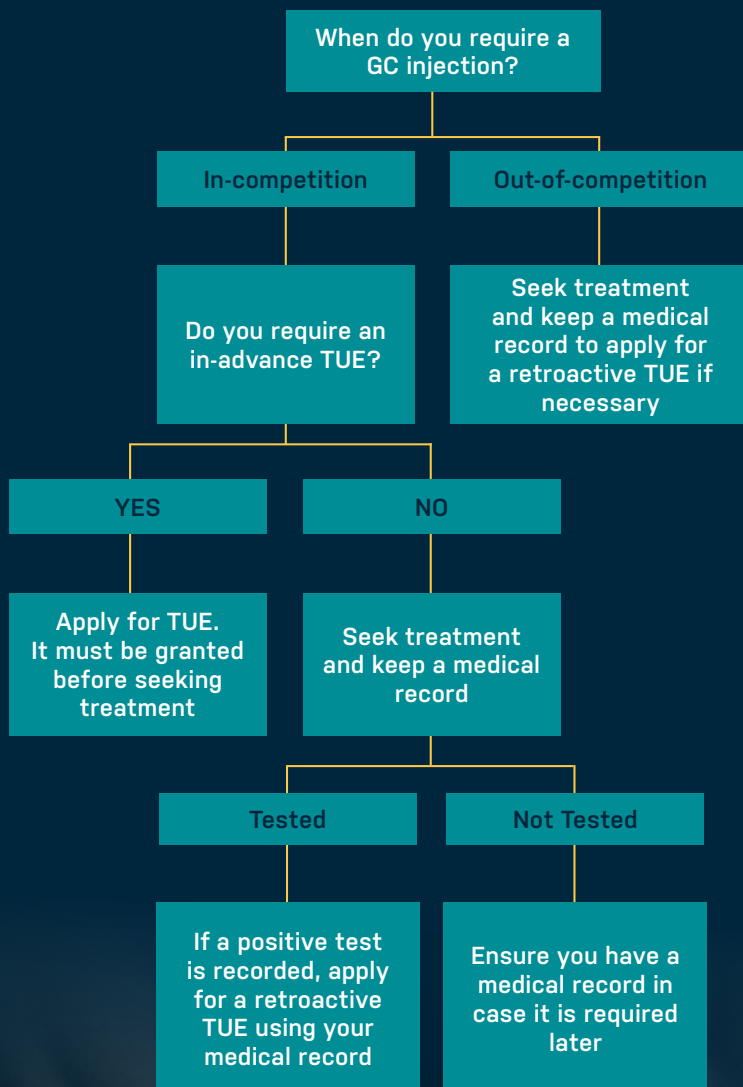 When do you require a
GC injection?
In-competition
Out-of-competition
Do you require an
in-advance TUE?
Seek treatment
and keep a medical
record to apply for
a retroactive TUE if
necessary
YES
NO
Apply for TUE.
It must be granted
before seeking
treatment
Seek treatment
and keep a medical
record
Tested
Not Tested
If a positive test
is recorded, apply
for a retroactive
TUE using your
medical record
Ensure you have a
medical record in
case it is required
later